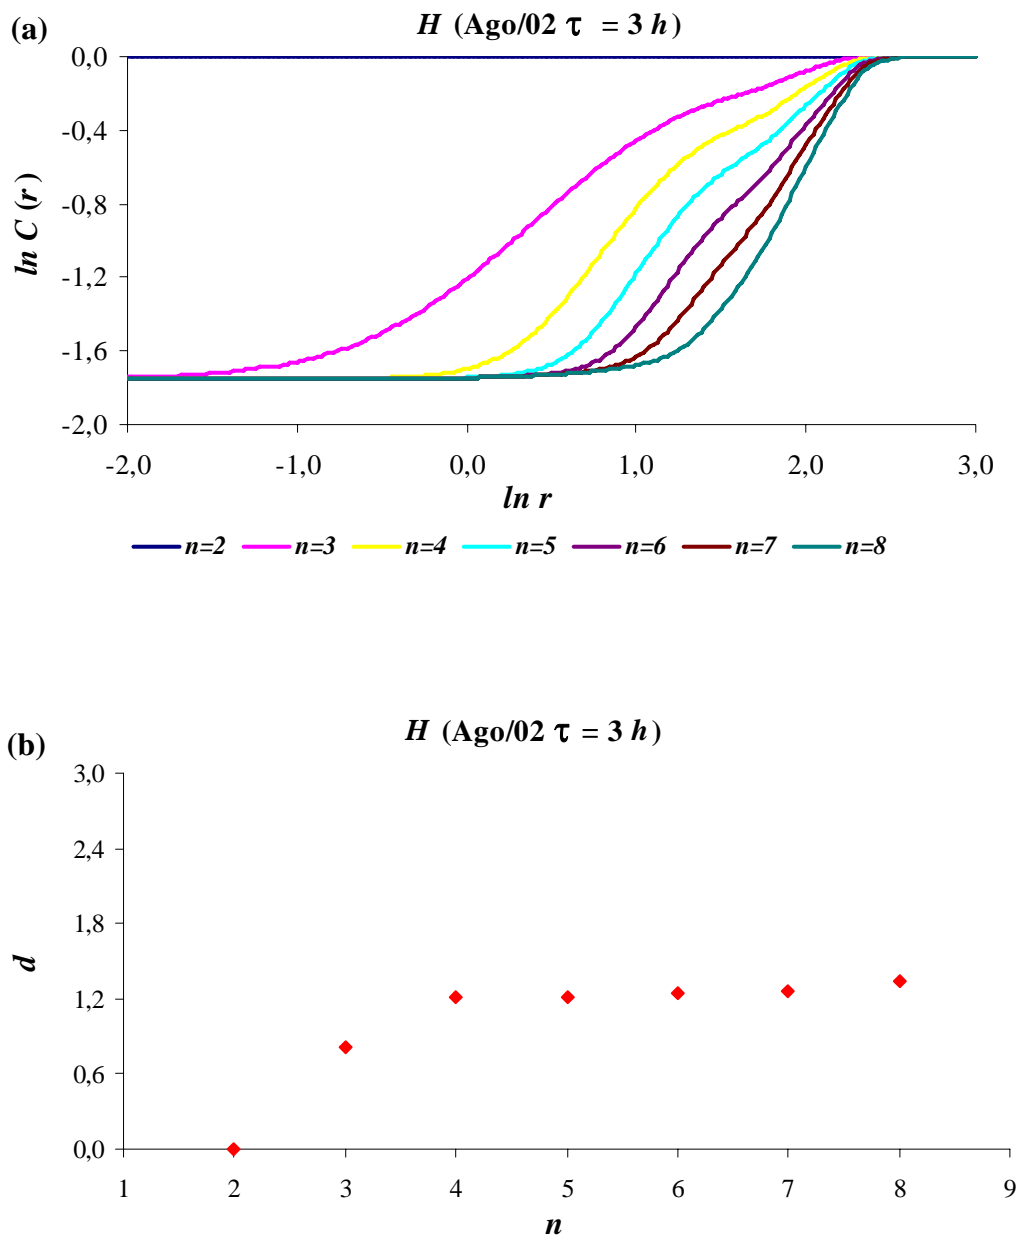 (a)
H (Ago/02 τ = 3 h)
0,0
-0,4
-0,8
-1,2
-1,6
-2,0
ln C (r)
-2,0 -1,0 0,0 1,0 2,0 3,0
ln r
n=2 n=3 n=4 n=5 n=6 n=7 n=8
(b)
H (Ago/02 τ = 3 h)
3,0
2,4
1,8
1,2
0,6
0,0
d
1 2 3 4 5 6 7 8 9
n